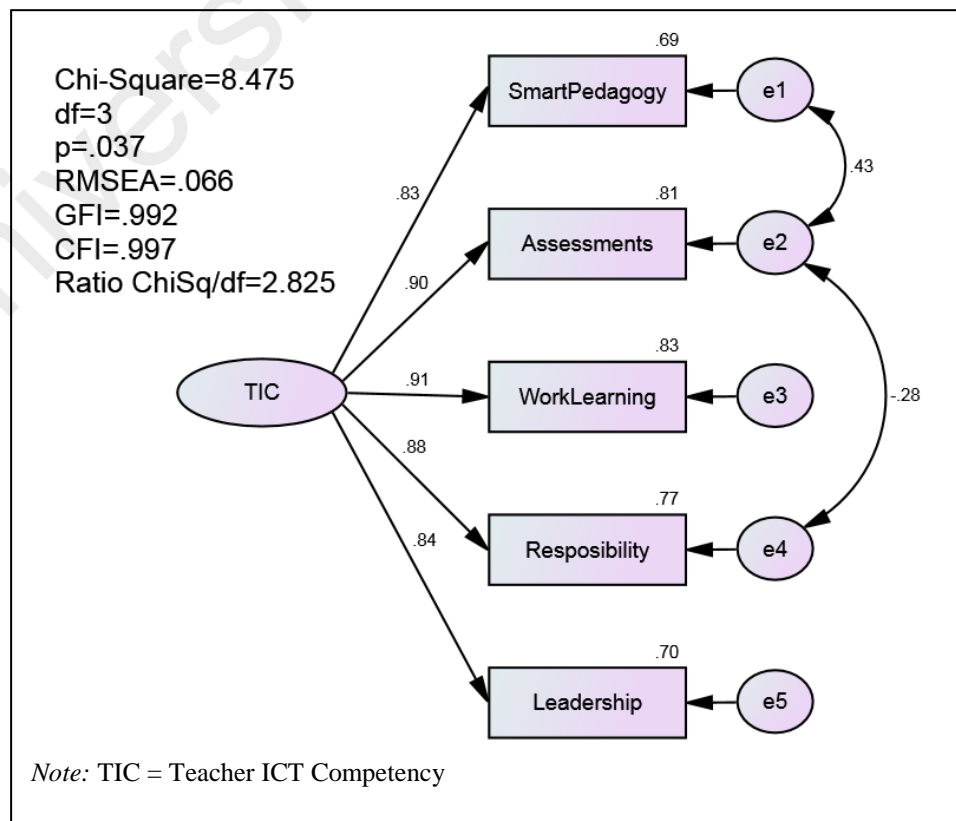 Chi-Square=8.475
df=3
p=.037
RMSEA=.066
GFI=.992
CFI=.997
Ratio ChiSq/df=2.825
.69
SmartPedagogy
e1
.83
.43
.81
Assessments
e2
.90
TIC
.91
.83
WorkLearning
e3
-.28
.88
.77
Resposibility
e4
.84
.70
Leadership
e5
Note: TIC = Teacher ICT Competency